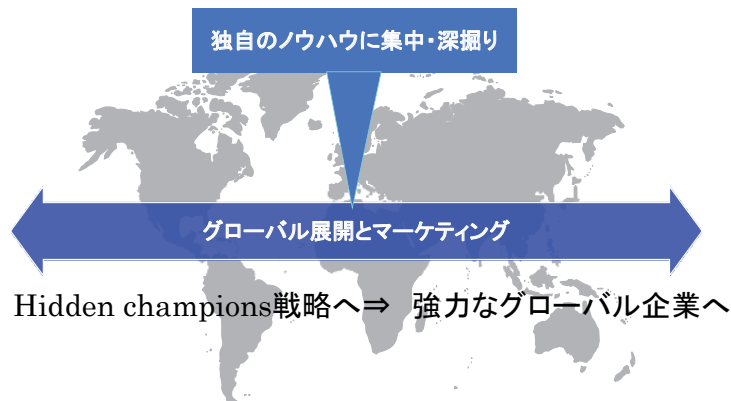 独自のノウハウに集中・深掘り
グローバル展開とマーケティング
Hidden champions戦略へ⇒ 強力なグローバル企業へ